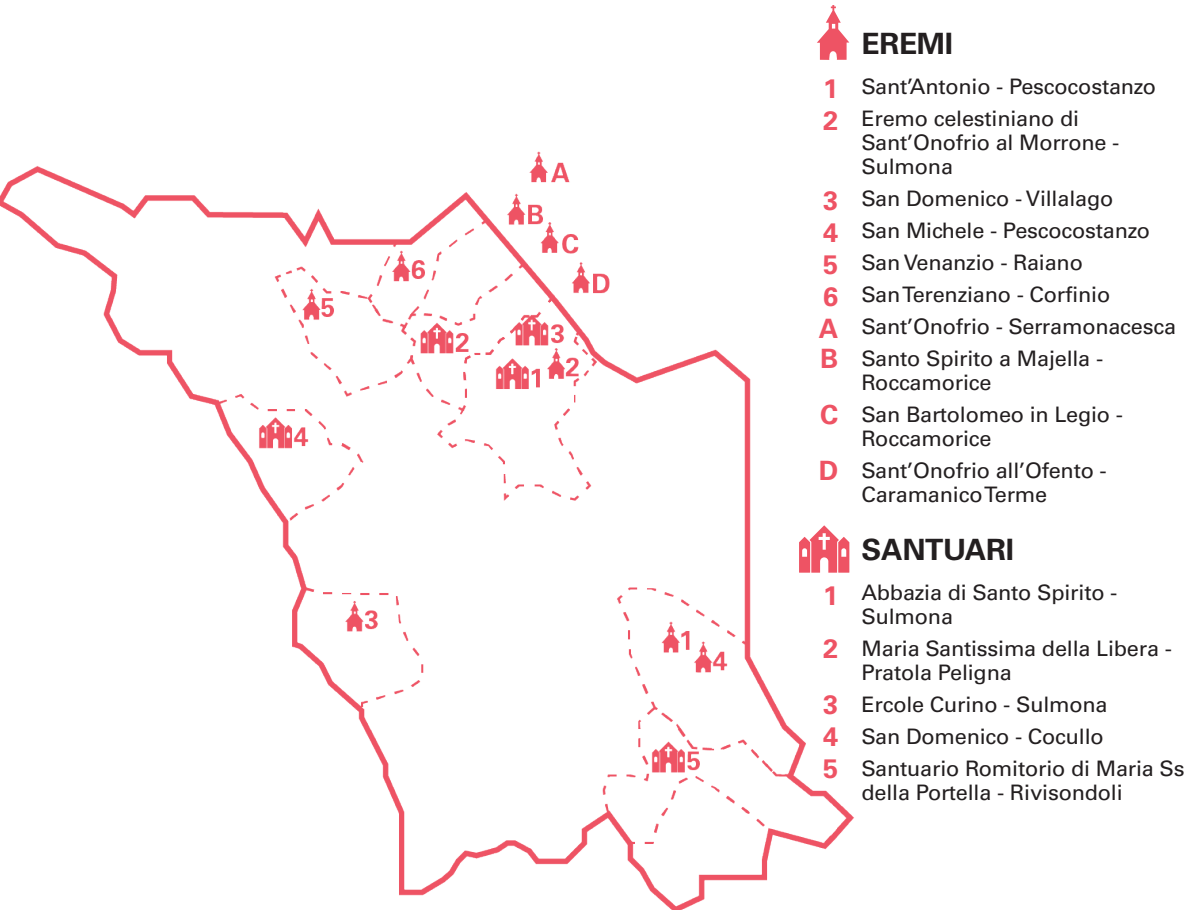 EREMI
1 Sant'Antonio - Pescocostanzo
2 Eremo celestiniano di
Sant'Onofrio al Morrone -
Sulmona
3 San Domenico - Villalago
4 San Michele - Pescocostanzo
5 San Venanzio - Raiano
6 San Terenziano - Corfinio
A Sant'Onofrio - Serramonacesca
B Santo Spirito a Majella -
Roccamorice
C San Bartolomeo in Legio -
Roccamorice
D Sant'Onofrio all'Ofento -
Caramanico Terme
SANTUARI
1 Abbazia di Santo Spirito -
Sulmona
2 Maria Santissima della Libera -
Pratola Peligna
3 Ercole Curino - Sulmona
4 San Domenico - Cocullo
5 Santuario Romitorio di Maria Ss
della Portella - Rivisondoli
A
B
C
D
6
5
2
3
2
1
4
3
1
4
5